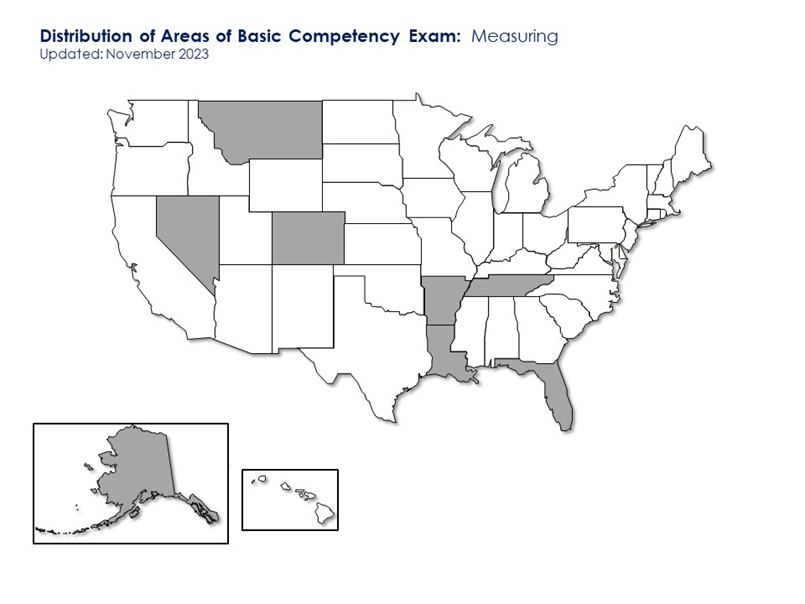 Distribution of Areas of Basic Competency Exam: Measuring
Updated: November 2023